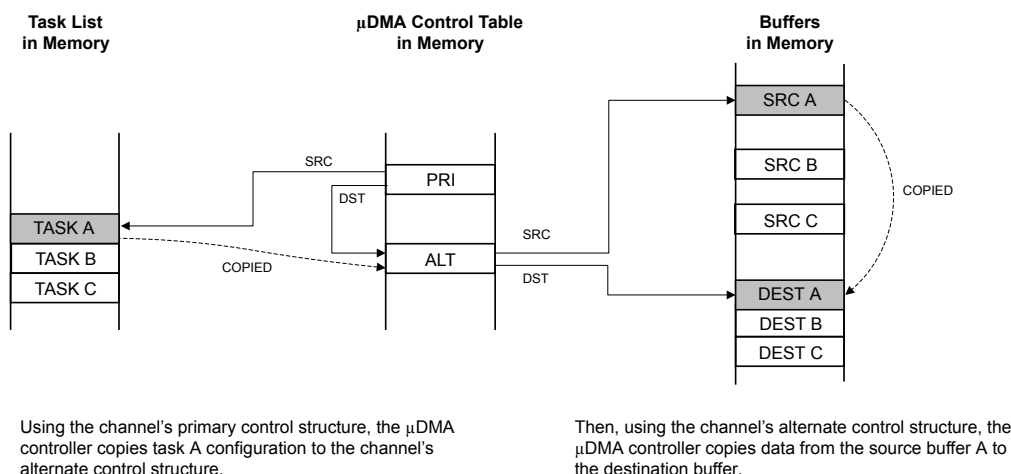 Task List
in Memory
μDMA Control Table
in Memory
Buffers
in Memory
SRC A
SRC
PRI
SRC B
DST
COPIED
TASK A
SRC C
SRC
TASK B
COPIED
ALT
DST
TASK C
DEST A
DEST B
DEST C
Using the channel's primary control structure, the μDMA
controller copies task A configuration to the channel's
alternate control structure.
Then, using the channel's alternate control structure, the
μDMA controller copies data from the source buffer A to
the destination buffer.